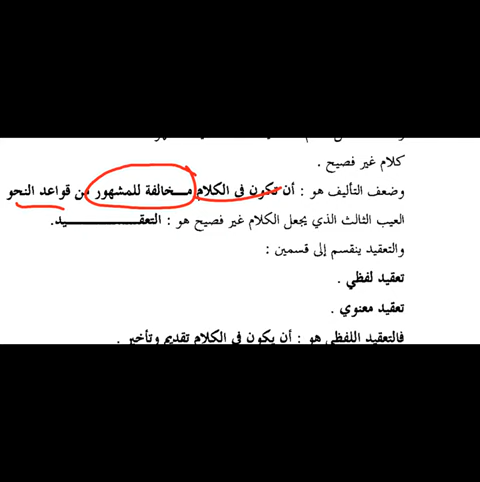 كلام غير فصيح .
وضعف التأليف هو : أن تكون في الكلام مـخالفة للمشهور من قواعد النحو
العيب الثالث الذي يجعل الكلام غير فصيح هو : التعقـــــــــــيد.
والتعقيد ينقسم إلى قسمين :
تعقيد لفظي .
تعقيد معنوي .
فالتعقيد اللفظي هو : أن يكون في الكلام تقديم وتأخير .